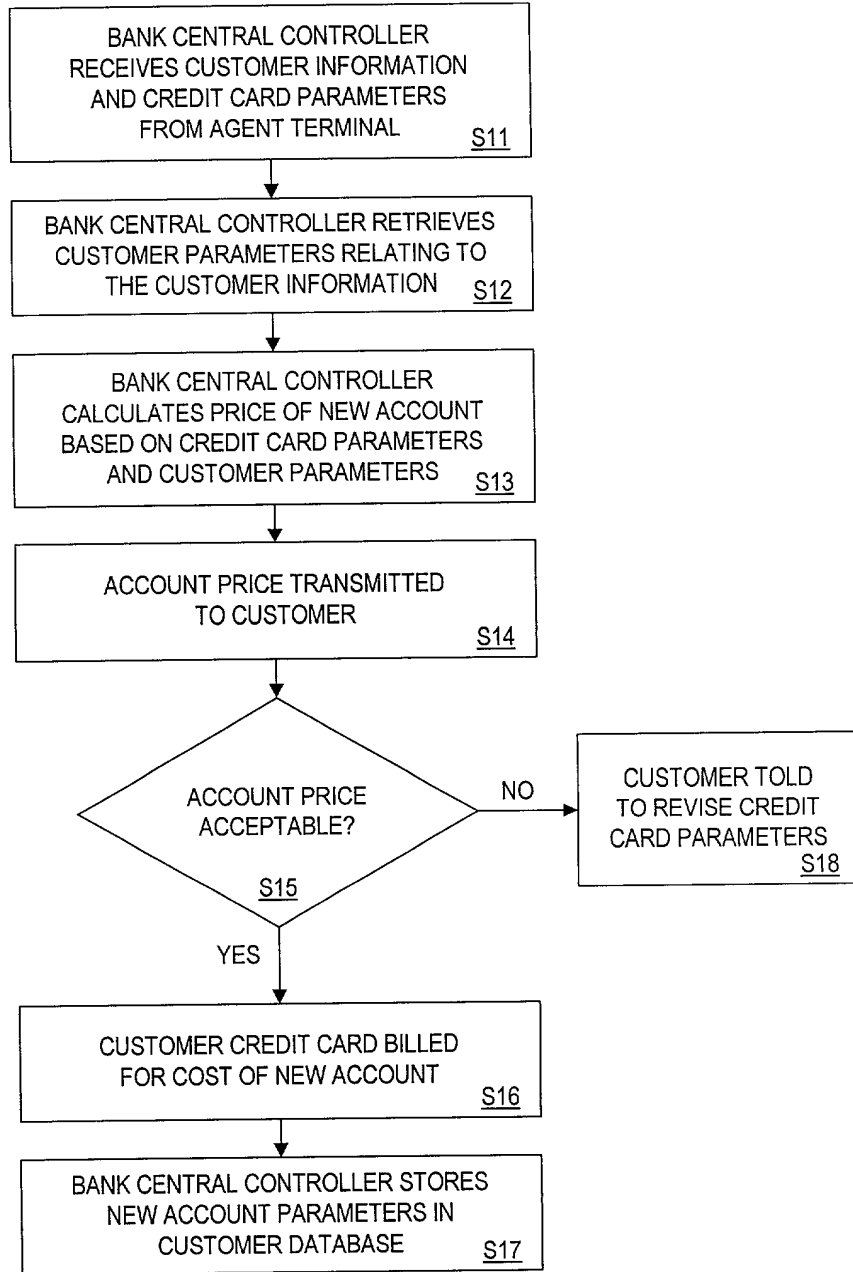 BANK CENTRAL CONTROLLER
RECEIVES CUSTOMER INFORMATION
AND CREDIT CARD PARAMETERS
FROM AGENT TERMINAL
S11
BANK CENTRAL CONTROLLER RETRIEVES
CUSTOMER PARAMETERS RELATING TO
THE CUSTOMER INFORMATION
S12
BANK CENTRAL CONTROLLER
CALCULATES PRICE OF NEW ACCOUNT
BASED ON CREDIT CARD PARAMETERS
AND CUSTOMER PARAMETERS
S13
ACCOUNT PRICE TRANSMITTED
TO CUSTOMER
S14
ACCOUNT PRICE
ACCEPTABLE?
S15
NO
CUSTOMER TOLD
TO REVISE CREDIT
CARD PARAMETERS
S18
YES
CUSTOMER CREDIT CARD BILLED
FOR COST OF NEW ACCOUNT
S16
BANK CENTRAL CONTROLLER STORES
NEW ACCOUNT PARAMETERS IN
CUSTOMER DATABASE
S17